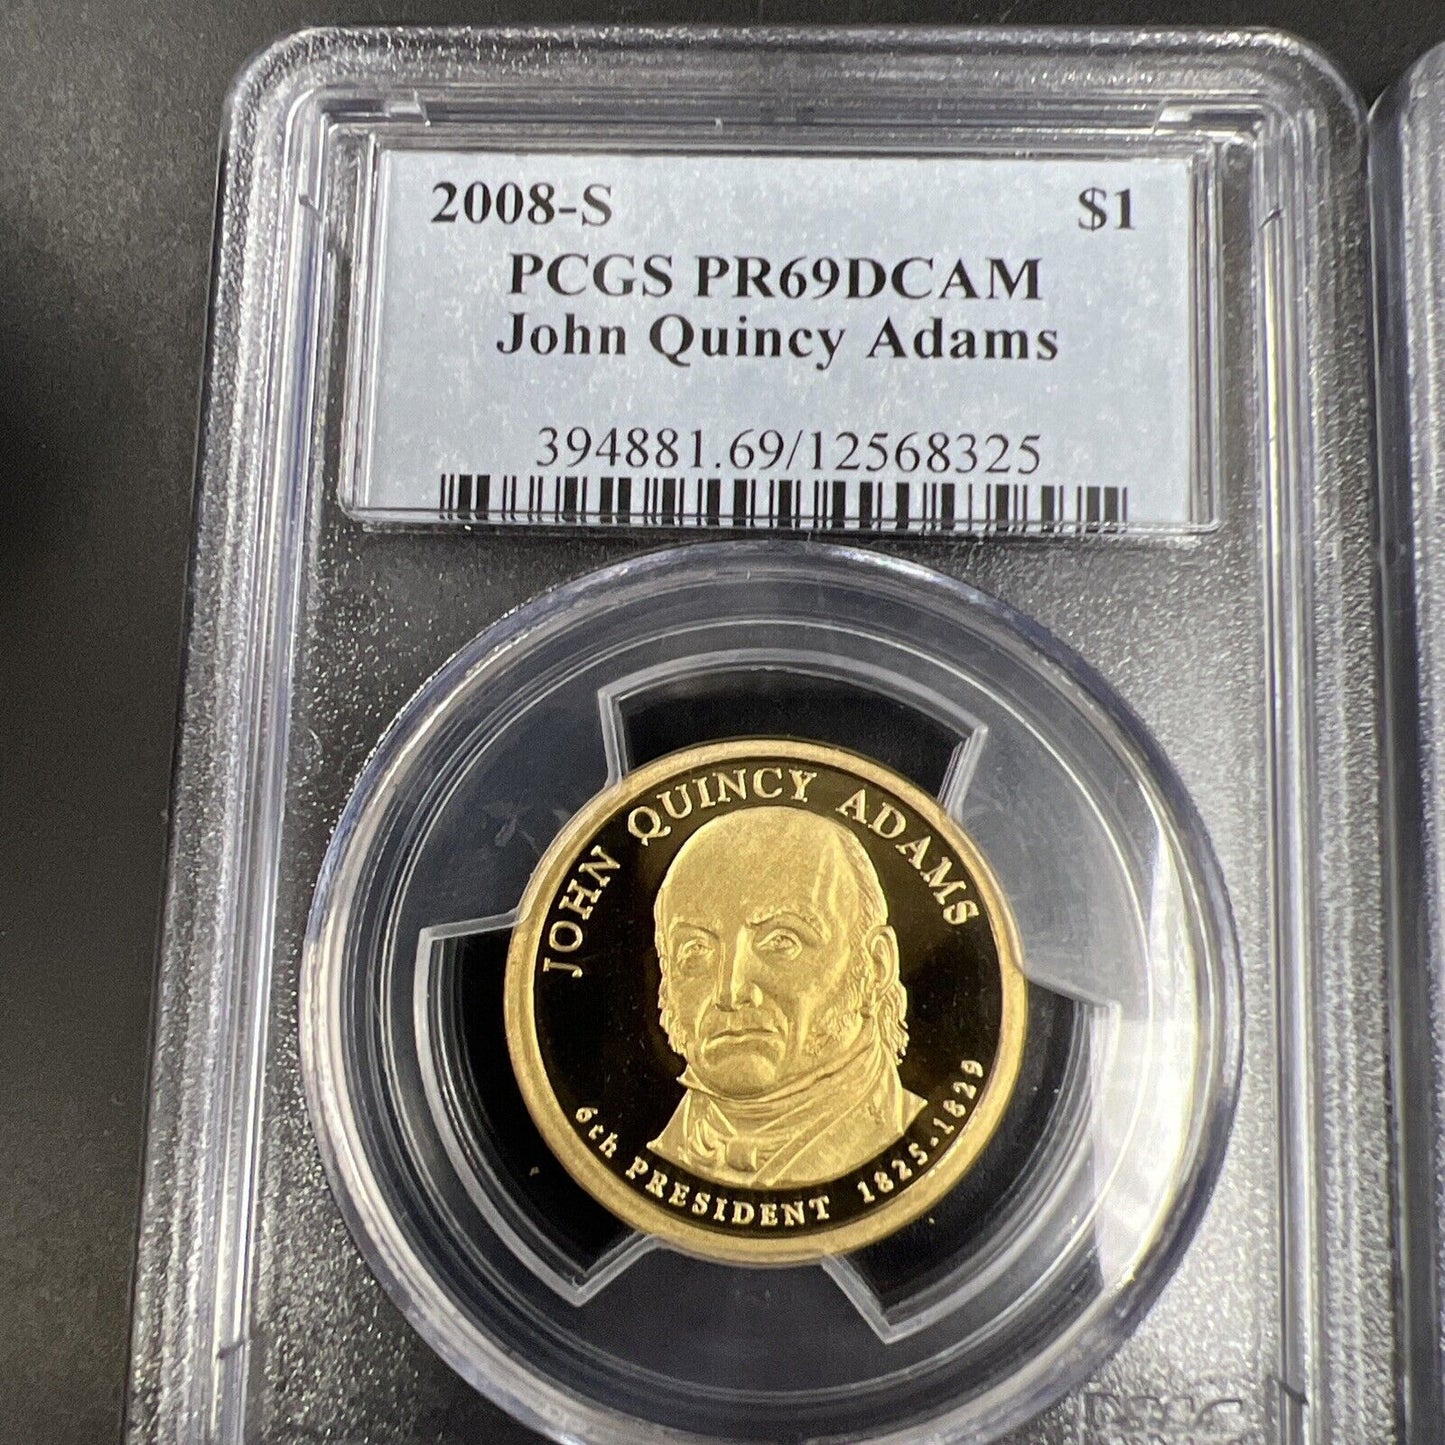 2008-S $1
PCGS PR69DCAM
John Quincy Adams
394881.69/12568325
JOHN QUINCY ADAMS
6th PRESIDENT 1825-1829